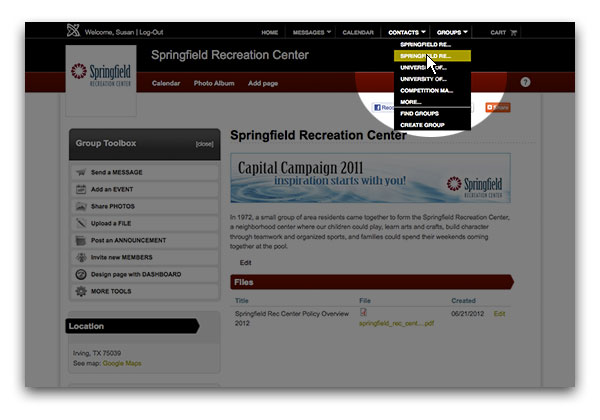 Welcome, Susan | Log-Out
HOME
MESSAGES
CALENDAR
CONTACTS
GROUPS
CART
Springfield Recreation Center
Springfield
RECREATION CENTER
Calendar
Photo Album
Add page
?
SPRINGFIELD RE...
SPRINGFIELD RE...
UNIVERSITY OF...
UNIVERSITY OF...
COMPETITION MA...
MORE...
FIND GROUPS
CREATE GROUP
Share
Group Toolbox
[close]
Send a MESSAGE
Add an EVENT
Share PHOTOS
Upload a FILE
Post an ANNOUNCEMENT
Invite new MEMBERS
Design page with DASHBOARD
MORE TOOLS
Location
Irving, TX 75039
See map: Google Maps
Springfield Recreation Center
Capital Campaign 2011
inspiration starts with you!
Springfield
RECREATION CENTER
In 1972, a small group of area residents came together to form the Springfield Recreation Center,
a neighborhood center where our children could play, learn arts and crafts, build character
through teamwork and organized sports, and families could spend their weekends coming
together at the pool.
Edit
Files
Title
File
Created
Springfield Rec Center Policy Overview
2012
springfield_rec_cent....pdf
06/21/2012
Edit